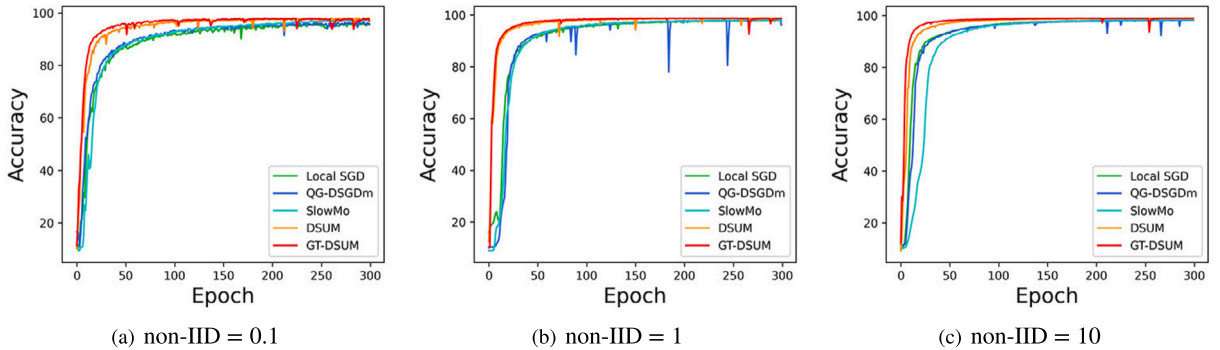 Accuracy
100
80
60
40
20
0 50 100 150 200 250 300
Epoch
Local SGD
QG-DSGDm
SlowMo
DSUM
GT-DSUM
(a) non-IID = 0.1
Accuracy
100
80
60
40
20
0 50 100 150 200 250 300
Epoch
Local SGD
QG-DSGDm
SlowMo
DSUM
GT-DSUM
(b) non-IID = 1
Accuracy
100
80
60
40
20
0 50 100 150 200 250 300
Epoch
Local SGD
QG-DSGDm
SlowMo
DSUM
GT-DSUM
(c) non-IID = 10